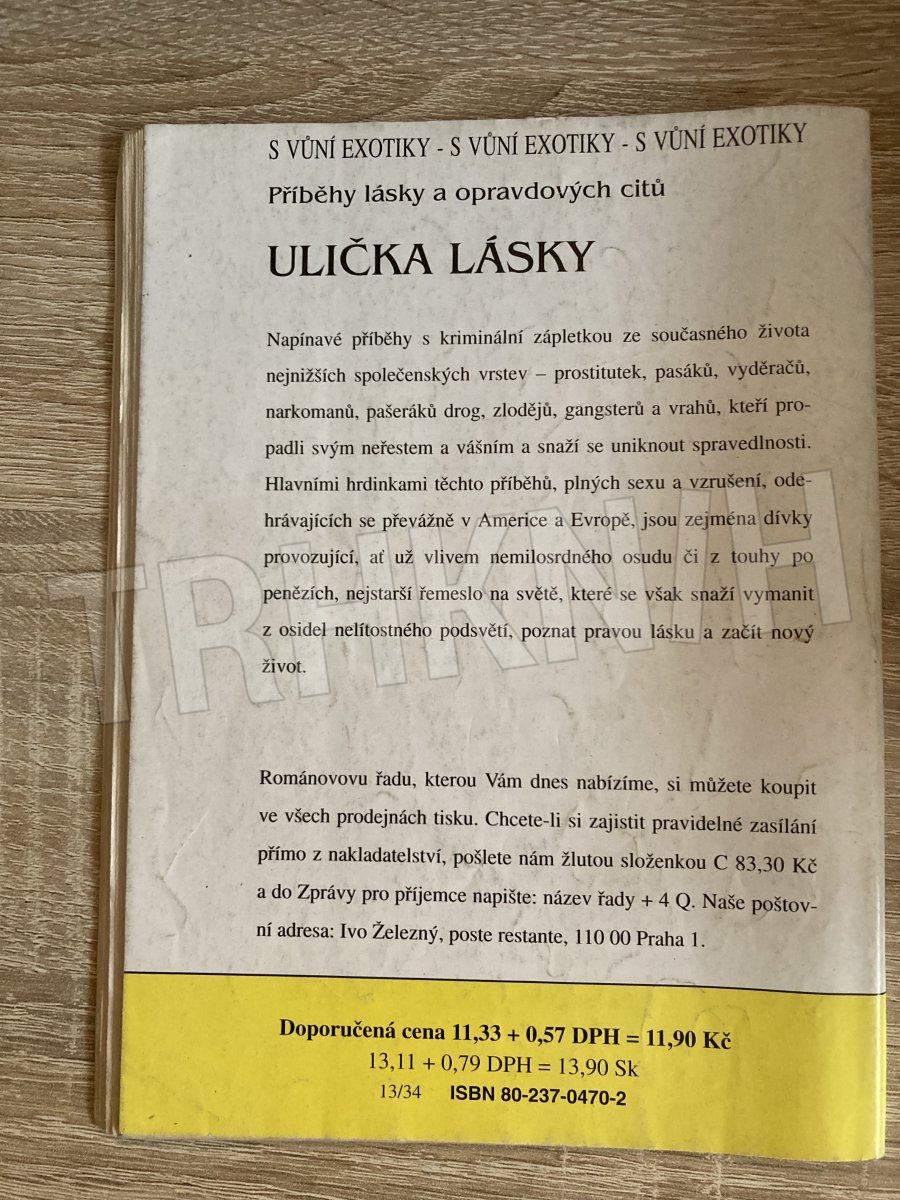 S VŮNÍ EXOTIKY - S VŮNÍ EXOTIKY - S VŮNÍ EXOTIKY
Příběhy lásky a opravdových citů
ULIČKA LÁSKY
Napínavé příběhy s kriminální zápletkou ze současného života
nejnižších společenských vrstev – prostitutek, pasáků, vyděračů,
narkomanů, pašeráků drog, zlodějů, gangsterů a vrahů, kteří pro-
padli svým neřestem a vášním a snaží se uniknout spravedlnosti.
Hlavními hrdinkami těchto příběhů, plných sexu a vzrušení, ode-
hrávajících se převážně v Americe a Evropě, jsou zejména dívky
provozující, ať už vlivem nemilosrdného osudu či z touhy po
penězích, nejstarší řemeslo na světě, které se však snaží vymanit
z osidel nelítostného podsvětí, poznat pravou lásku a začít nový
život.
Románovovu řadu, kterou Vám dnes nabízíme, si můžete koupit
ve všech prodejnách tisku. Chcete-li si zajistit pravidelné zasílání
přímo z nakladatelství, pošlete nám žlutou složenkou C 83,30 Kč
a do Zprávy pro příjemce napište: název řady + 4 Q. Naše poštov-
ní adresa: Ivo Železný, poste restante, 110 00 Praha 1.
Doporučená cena 11,33 + 0,57 DPH = 11,90 Kč
13,11 + 0,79 DPH = 13,90 Sk
13/34 ISBN 80-237-0470-2
TRHKNIH